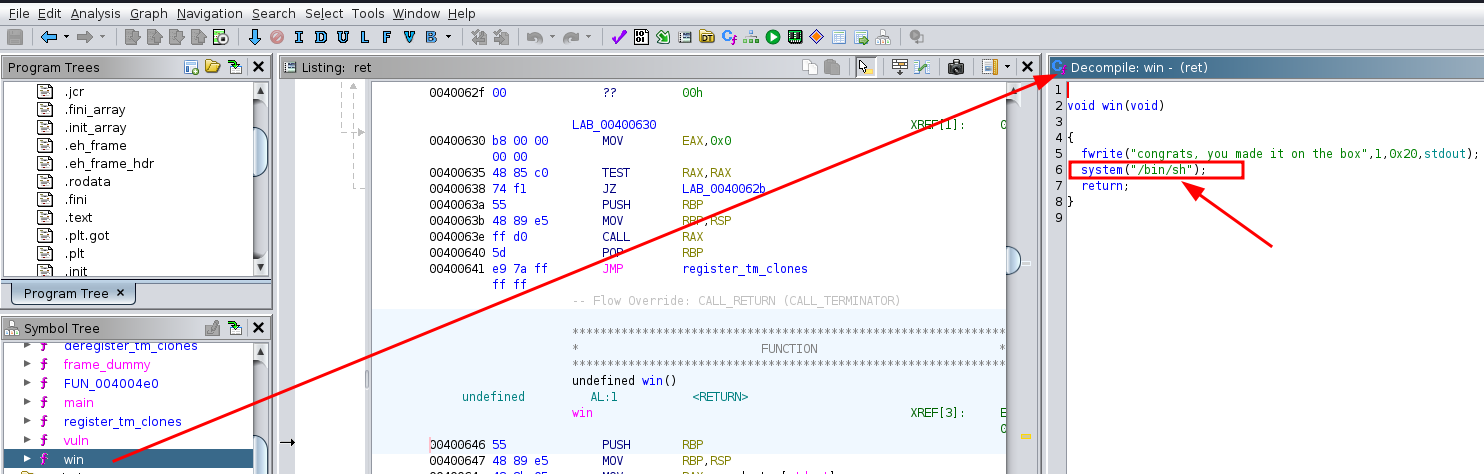 File Edit Analysis Graph Navigation Search Select Tools Window Help
I D U L F V B
Program Trees
.jcr
.fini_array
.init_array
.eh_frame
.eh_frame_hdr
.rodata
.fini
.text
.plt.got
.plt
.init
Program Tree ×
Symbol Tree
deregister_tm_clones
frame_dummy
FUN_004004e0
main
register_tm_clones
vuln
win
Listing: ret
0040062f 00 ?? 00h
LAB_00400630 XREF[1]: 0
00400630 b8 00 00 MOV EAX,0x0
00 00
00400635 48 85 c0 TEST RAX,RAX
00400638 74 f1 JZ LAB_0040062b
0040063a 55 PUSH RBP
0040063b 48 89 e5 MOV RBP,RSP
0040063e ff d0 CALL RAX
00400640 5d POP RBP
00400641 e9 7a ff JMP register_tm_clones
ff ff
-- Flow Override: CALL_RETURN (CALL_TERMINATOR)
**************************************************************
* FUNCTION *
**************************************************************
undefined win()
undefined AL:1 <RETURN>
win XREF[3]: E
0
00400646 55 PUSH RBP
00400647 48 89 e5 MOV RBP,RSP
Decompile: win - (ret)
1
2 void win(void)
3
4 {
5 fwrite("congrats, you made it on the box",1,0x20,stdout);
6 system("/bin/sh");
7 return;
8 }
9